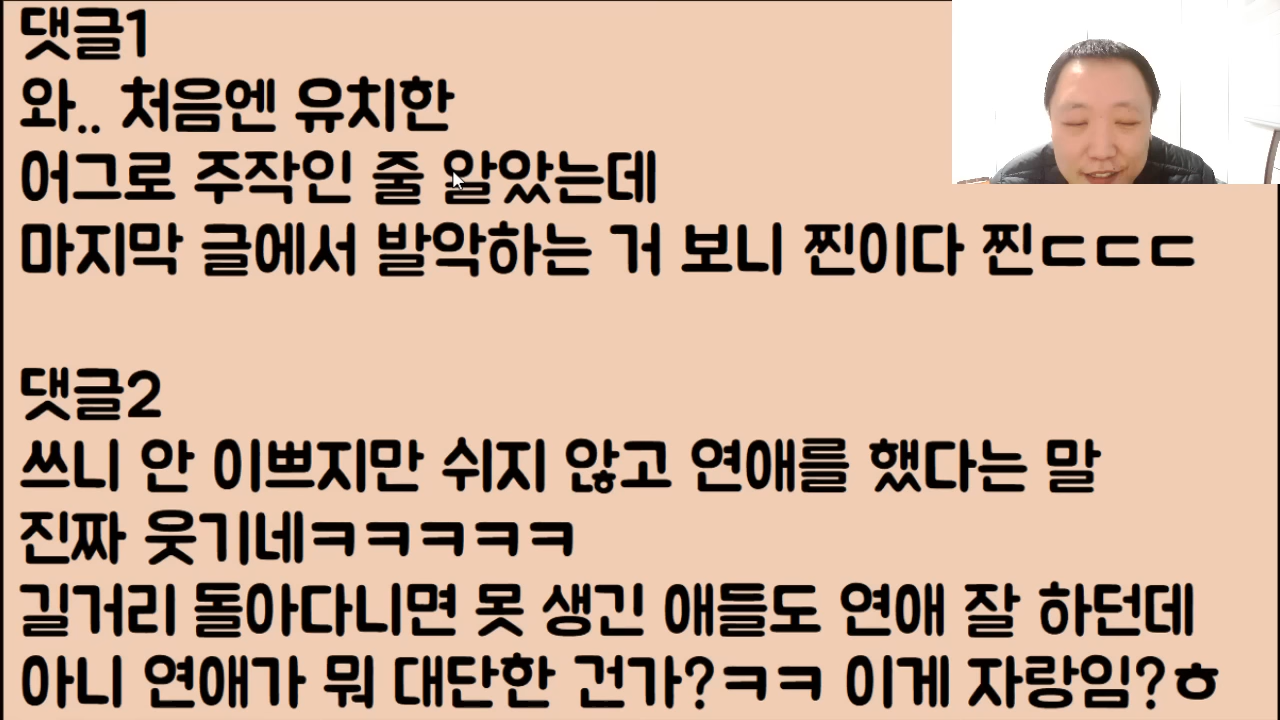 댓글1
와.. 처음엔 유치한
어그로 주작인 줄 알았는데
마지막 글에서 발악하는 거 보니 찐이다 찐ㄷㄷㄷ
댓글2
쓰니 안 이쁘지만 쉬지 않고 연애를 했다는 말
진짜 웃기네ㅋㅋㅋㅋㅋ
길거리 돌아다니면 못 생긴 애들도 연애 잘 하던데
아니 연애가 뭐 대단한 건가?ㅋㅋ 이게 자랑임?ㅎ